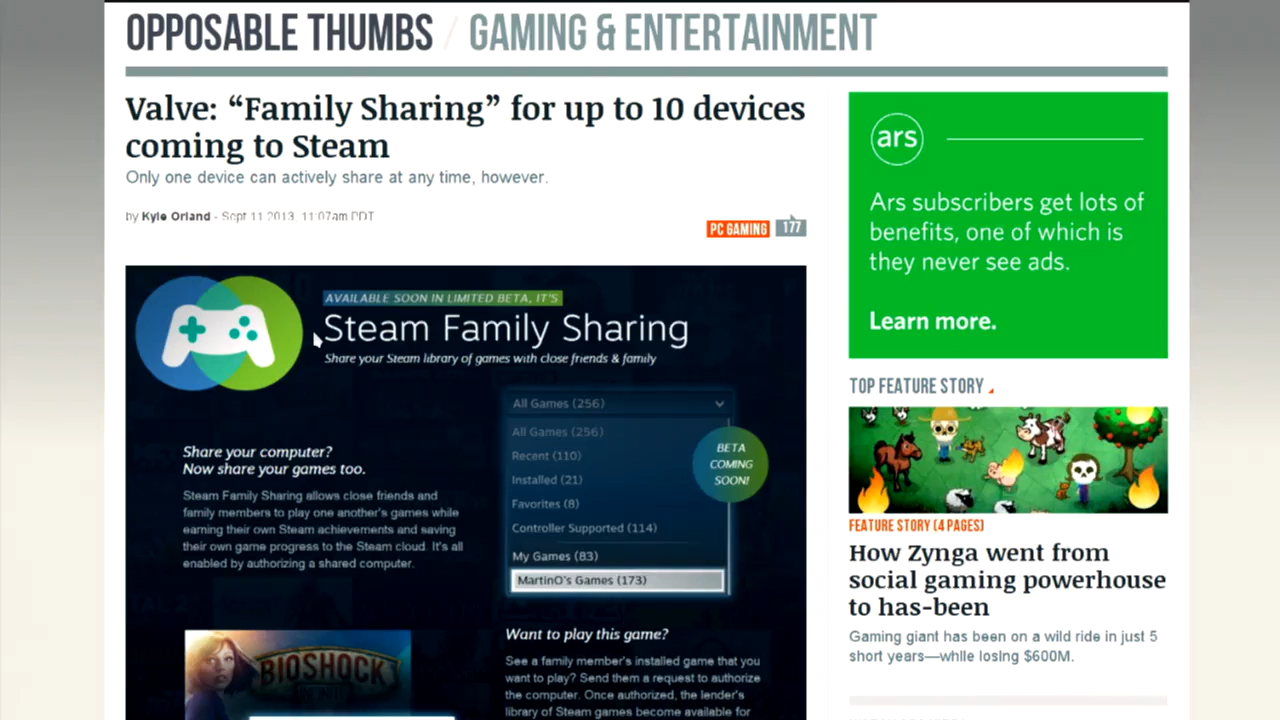 OPPOSABLE THUMBS / GAMING & ENTERTAINMENT
Valve: “Family Sharing” for up to 10 devices
coming to Steam
Only one device can actively share at any time, however.
by Kyle Orland - Sept 11 2013, 11:07am PDT
PC GAMING 177
AVAILABLE SOON IN LIMITED BETA, IT'S
Steam Family Sharing
Share your Steam library of games with close friends & family
All Games (256)
All Games (256)
Recent (110)
Installed (21)
Favorites (8)
Controller Supported (114)
My Games (83)
MartinO's Games (173)
BETA
COMING
SOON!
Share your computer?
Now share your games too.
Steam Family Sharing allows close friends and
family members to play one another's games while
earning their own Steam achievements and saving
their own game progress to the Steam cloud. It's all
enabled by authorizing a shared computer.
BIOSHOCK
INFINITE
Want to play this game?
See a family member's installed game that you
want to play? Send them a request to authorize
the computer. Once authorized, the lender's
library of Steam games become available for
ars
Ars subscribers get lots of
benefits, one of which is
they never see ads.
Learn more.
TOP FEATURE STORY
FEATURE STORY (4 PAGES)
How Zynga went from
social gaming powerhouse
to has-been
Gaming giant has been on a wild ride in just 5
short years—while losing $600M.